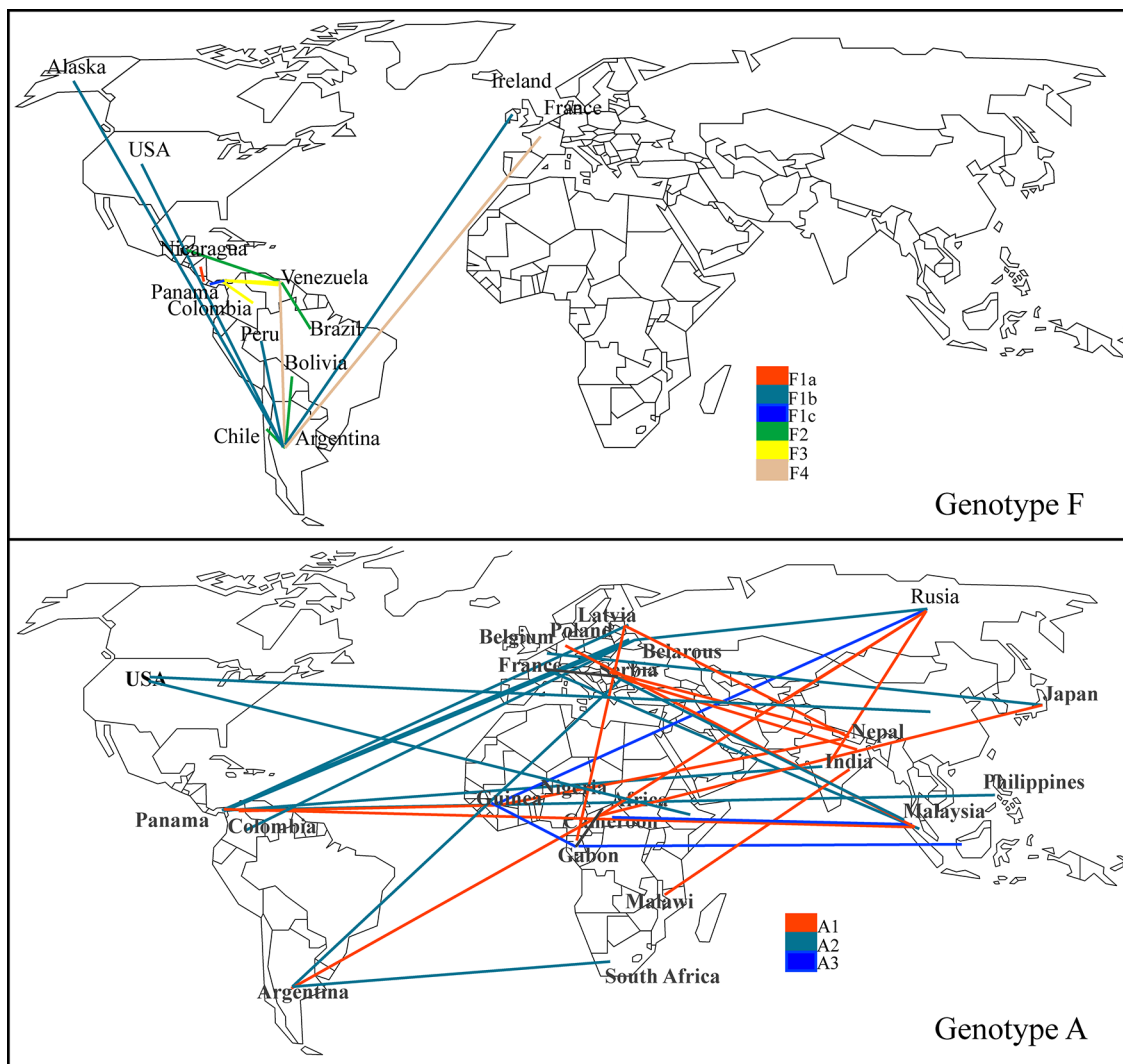 Alaska
Ireland
France
USA
Nicaragua
Venezuela
Panama
Colombia
Peru
Brazil
Bolivia
Chile
Argentina
F1a
F1b
F1c
F2
F3
F4
Genotype F
Rusia
Latvia
Poland
Belgium
Belarous
France
Serbia
USA
Japan
Nepal
India
Philippines
Nigeria
Guinea
Africa
Malaysia
Panama
Colombia
Cameroon
Gabon
Malawi
South Africa
Argentina
A1
A2
A3
Genotype A